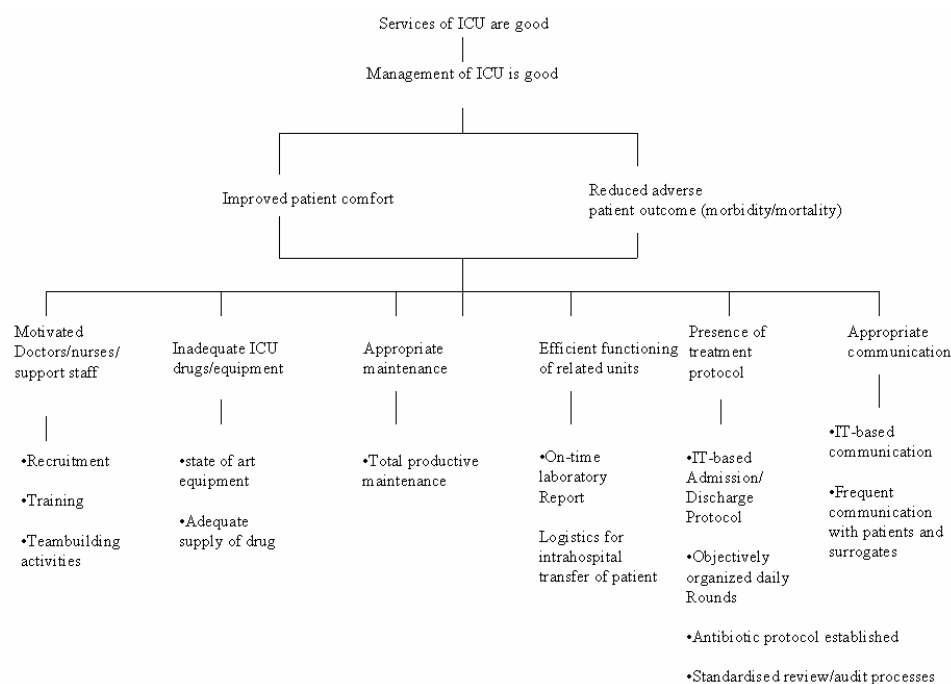 Services of ICU are good
Management of ICU is good
Improved patient comfort
Reduced adverse
patient outcome (morbidity/mortality)
Motivated
Doctors/nurses/
support staff
Inadequate ICU
drugs/equipment
Appropriate
maintenance
Efficient functioning
of related units
Presence of
treatment
protocol
Appropriate
communication
•Recruitment
•Training
•Teambuilding
activities
•state of art
equipment
•Adequate
supply of drug
•Total productive
maintenance
•On-time
laboratory
Report
Logistics for
intrahospital
transfer of patient
•IT-based
Admission/
Discharge
Protocol
•Objectively
organized daily
Rounds
•Antibiotic protocol established
•Standardised review/audit processes
•IT-based
communication
•Frequent
communication
with patients and
surrogates